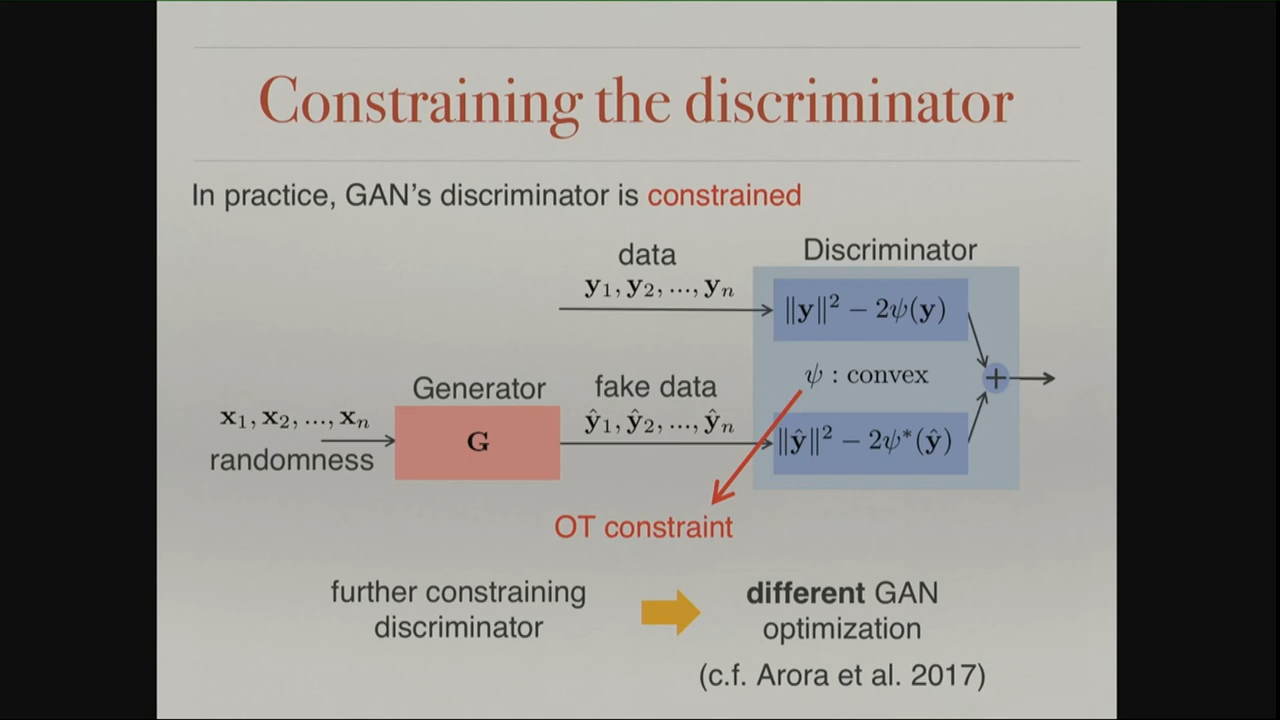 Constraining the discriminator
In practice, GAN's discriminator is constrained
data
Discriminator
y₁, y₂, ..., yₙ
‖y‖² − 2ψ(y)
ψ : convex
+
Generator
fake data
x₁, x₂, ..., xₙ
G
ŷ₁, ŷ₂, ..., ŷₙ
‖ŷ‖² − 2ψ*(ŷ)
randomness
OT constraint
further constraining
discriminator
different GAN
optimization
(c.f. Arora et al. 2017)